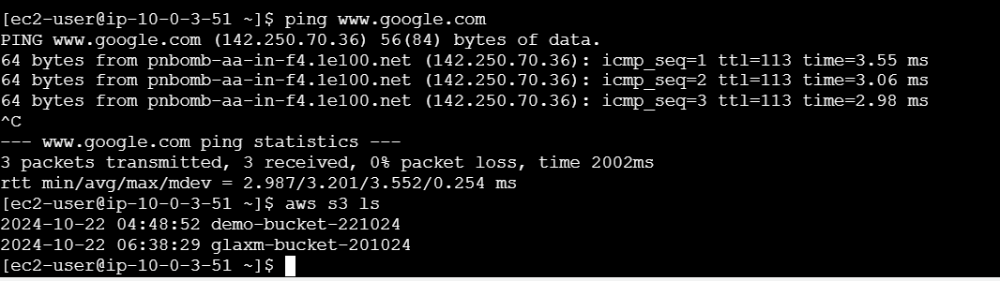 [ec2-user@ip-10-0-3-51 ~]$ ping www.google.com
PING www.google.com (142.250.70.36) 56(84) bytes of data.
64 bytes from pnbomb-aa-in-f4.1e100.net (142.250.70.36): icmp_seq=1 ttl=113 time=3.55 ms
64 bytes from pnbomb-aa-in-f4.1e100.net (142.250.70.36): icmp_seq=2 ttl=113 time=3.06 ms
64 bytes from pnbomb-aa-in-f4.1e100.net (142.250.70.36): icmp_seq=3 ttl=113 time=2.98 ms
^C
--- www.google.com ping statistics ---
3 packets transmitted, 3 received, 0% packet loss, time 2002ms
rtt min/avg/max/mdev = 2.987/3.201/3.552/0.254 ms
[ec2-user@ip-10-0-3-51 ~]$ aws s3 ls
2024-10-22 04:48:52 demo-bucket-221024
2024-10-22 06:38:29 glaxm-bucket-201024
[ec2-user@ip-10-0-3-51 ~]$